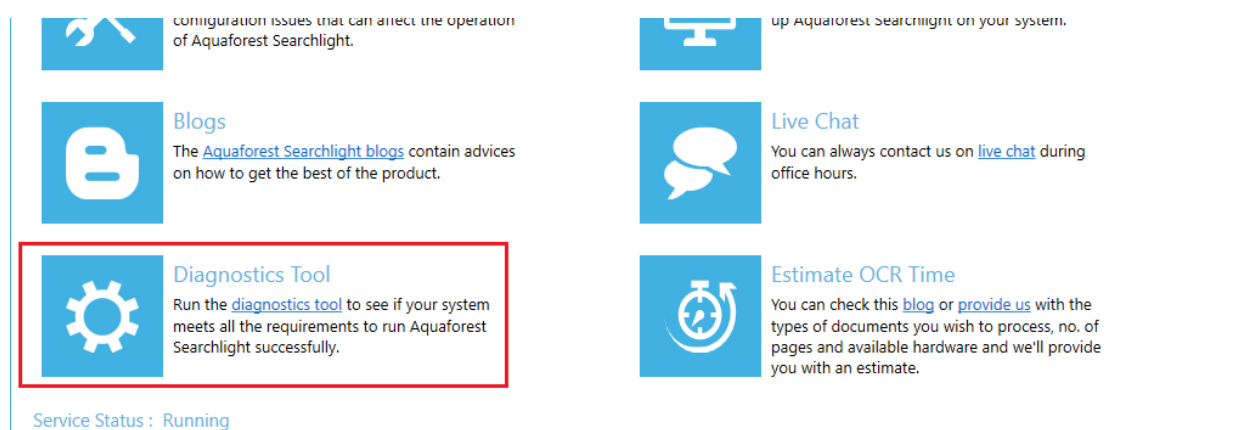 configuration issues that can affect the operation
of Aquaforest Searchlight.
up Aquaforest Searchlight on your system.
Blogs
The Aquaforest Searchlight blogs contain advices
on how to get the best of the product.
Live Chat
You can always contact us on live chat during
office hours.
Diagnostics Tool
Run the diagnostics tool to see if your system
meets all the requirements to run Aquaforest
Searchlight successfully.
Estimate OCR Time
You can check this blog or provide us with the
types of documents you wish to process, no. of
pages and available hardware and we'll provide
you with an estimate.
Service Status : Running